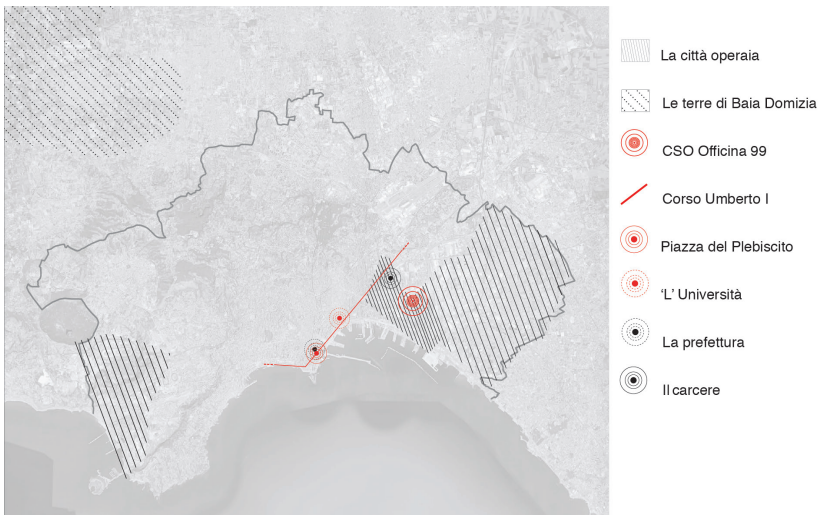 La città operaia
Le terre di Baia Domizia
CSO Officina 99
Corso Umberto I
Piazza del Plebiscito
‘L’ Università
La prefettura
Il carcere